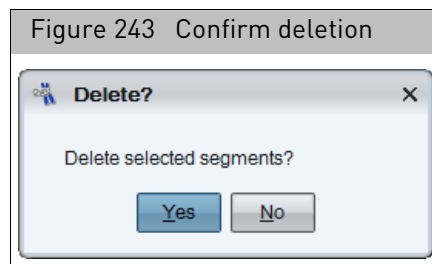 Figure 243 Confirm deletion
Delete?
Delete selected segments?
Yes No